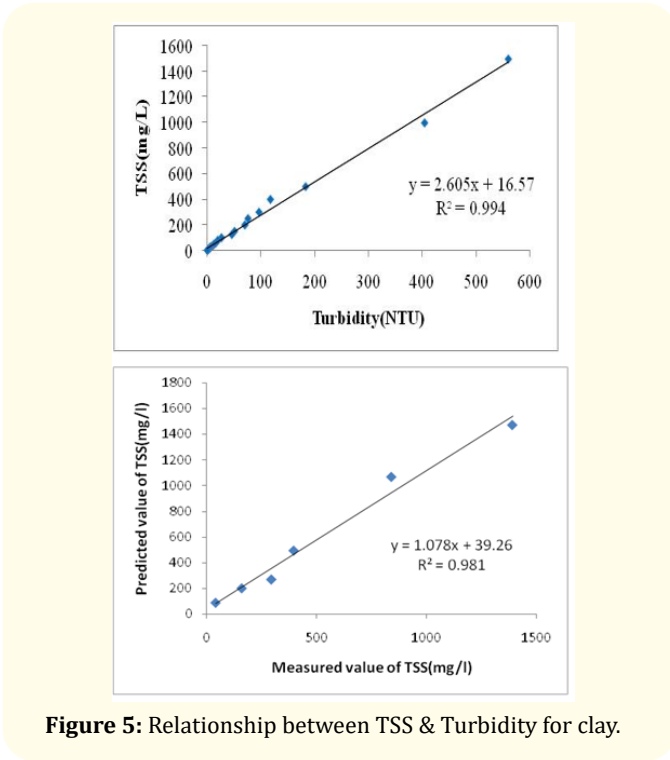 1600
1400
1200
1000
800
600
400
200
0
TSS(mg/L)
y = 2.605x + 16.57
R² = 0.994
0 100 200 300 400 500 600
Turbidity(NTU)
1800
1600
1400
1200
1000
800
600
400
200
0
Predicted value of TSS(mg/l)
y = 1.078x + 39.26
R² = 0.981
0 500 1000 1500
Measured value of TSS(mg/l)
Figure 5: Relationship between TSS & Turbidity for clay.